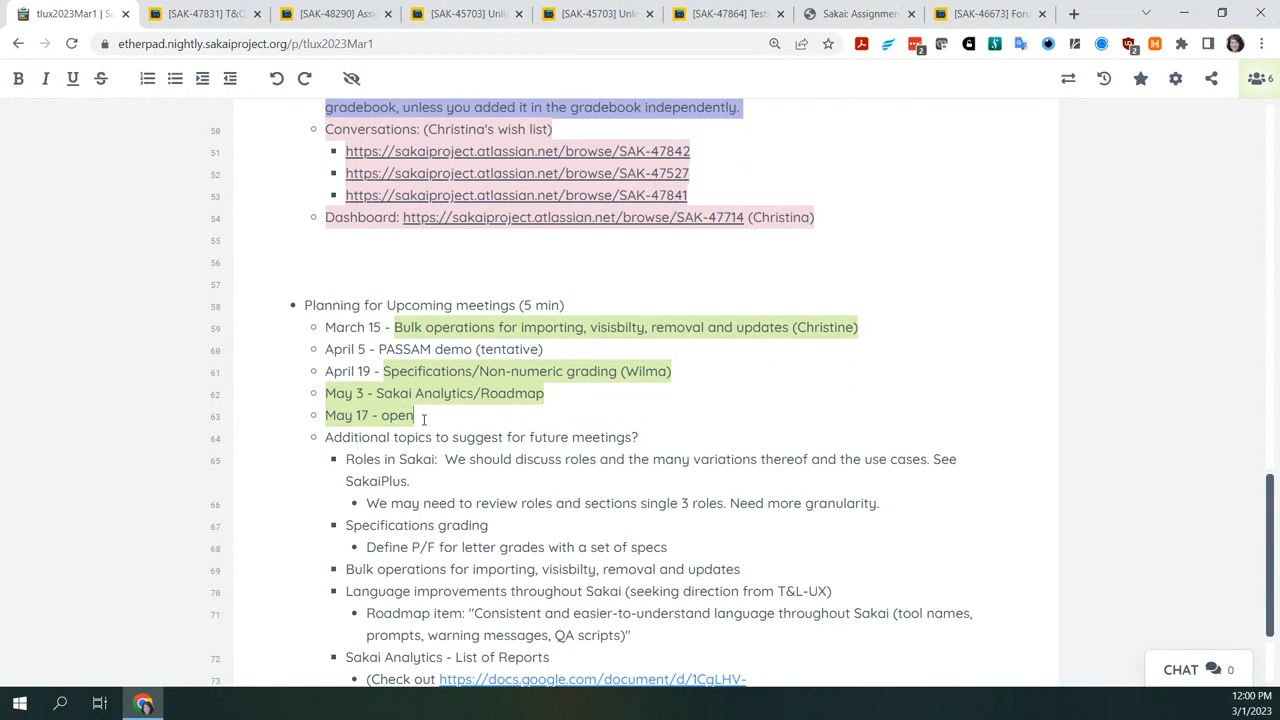 tlux2023Mar1 | S
[SAK-47831] T&Q
[SAK-48290] Assi
[SAK-45703] Unli
[SAK-45703] Unli
[SAK-47864] Tests
Sakai: Assignmen
[SAK-46673] Foru
etherpad.nightly.sakaiproject.org/p/tlux2023Mar1
2
2
B I U S
6
gradebook, unless you added it in the gradebook independently.
50 Conversations: (Christina's wish list)
51 https://sakaiproject.atlassian.net/browse/SAK-47842
52 https://sakaiproject.atlassian.net/browse/SAK-47527
53 https://sakaiproject.atlassian.net/browse/SAK-47841
54 Dashboard: https://sakaiproject.atlassian.net/browse/SAK-47714 (Christina)
55
56
57
58 Planning for Upcoming meetings (5 min)
59 March 15 - Bulk operations for importing, visisbilty, removal and updates (Christine)
60 April 5 - PASSAM demo (tentative)
61 April 19 - Specifications/Non-numeric grading (Wilma)
62 May 3 - Sakai Analytics/Roadmap
63 May 17 - open
64 Additional topics to suggest for future meetings?
65 Roles in Sakai: We should discuss roles and the many variations thereof and the use cases. See
SakaiPlus.
66 We may need to review roles and sections single 3 roles. Need more granularity.
67 Specifications grading
68 Define P/F for letter grades with a set of specs
69 Bulk operations for importing, visisbilty, removal and updates
70 Language improvements throughout Sakai (seeking direction from T&L-UX)
71 Roadmap item: "Consistent and easier-to-understand language throughout Sakai (tool names,
prompts, warning messages, QA scripts)"
72 Sakai Analytics - List of Reports
73 (Check out https://docs.google.com/document/d/1CgLHV-
CHAT 0
12:00 PM
3/1/2023